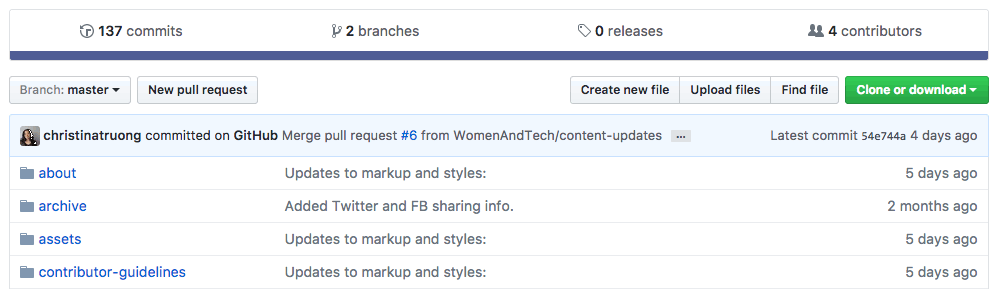 137 commits 2 branches 0 releases 4 contributors
Branch: master New pull request Create new file Upload files Find file Clone or download
christinatruong committed on GitHub Merge pull request #6 from WomenAndTech/content-updates ... Latest commit 54e744a 4 days ago
about Updates to markup and styles: 5 days ago
archive Added Twitter and FB sharing info. 2 months ago
assets Updates to markup and styles: 5 days ago
contributor-guidelines Updates to markup and styles: 5 days ago